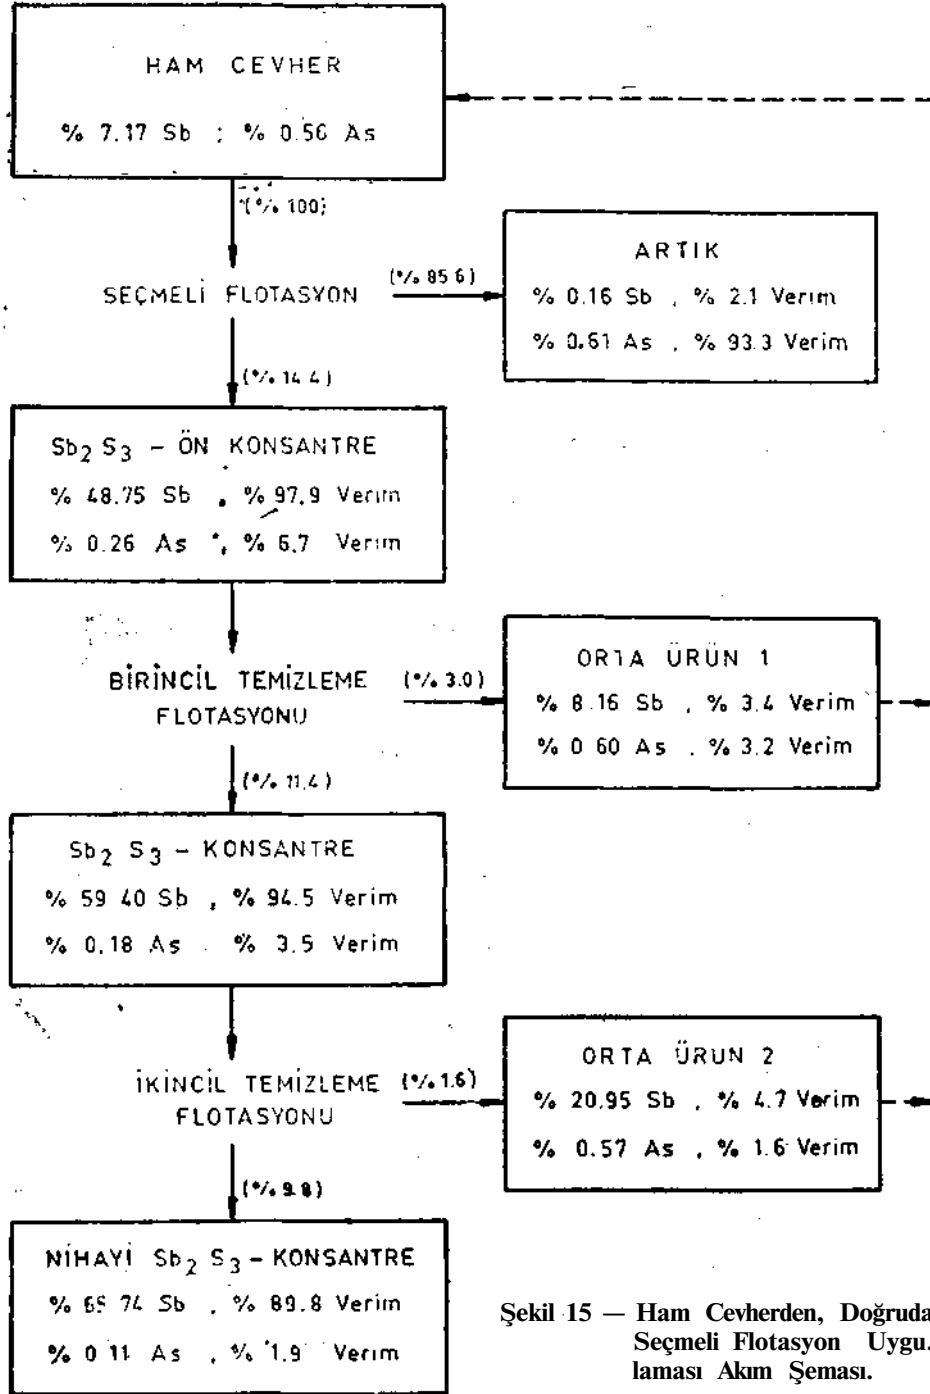 HAM CEVHER
% 7.17 Sb ; % 0.56 As
(% 100)
SEÇMELİ FLOTASYON
(% 85.6)
ARTIK
% 0.16 Sb , % 2.1 Verim
% 0.61 As , % 93.3 Verim
(% 14.4)
Sb2 S3 – ÖN KONSANTRE
% 48.75 Sb , % 97.9 Verim
% 0.26 As , % 6.7 Verim
BİRİNCİL TEMİZLEME
FLOTASYONU
(% 3.0)
ORTA ÜRÜN 1
% 8.16 Sb , % 3.4 Verim
% 0.60 As . % 3.2 Verim
(% 11.4)
Sb2 S3 – KONSANTRE
% 59.40 Sb , % 94.5 Verim
% 0.18 As . % 3.5 Verim
İKİNCİL TEMİZLEME
FLOTASYONU
(% 1.6)
ORTA ÜRÜN 2
% 20.95 Sb , % 4.7 Verim
% 0.57 As , % 1.6 Verim
(% 9.8)
NİHAYİ Sb2 S3 – KONSANTRE
% Sb , % 89.8 Verim
% 0.11 As , % 1.9 Verim
Şekil 15 — Ham Cevherden, Doğruda
Seçmeli Flotasyon Uygu.
laması Akım Şeması.